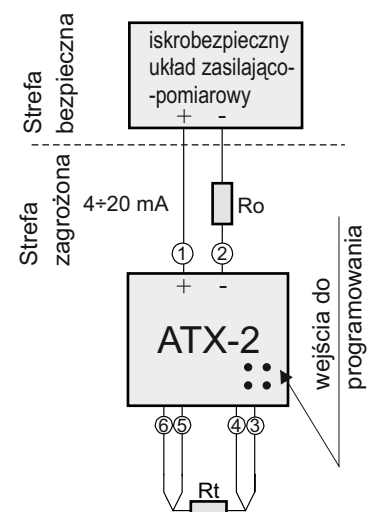 Strefa
bezpieczna
iskrobezpieczny
układ zasilająco-
-pomiarowy
+ -
Strefa
zagrożona
4÷20 mA
Ro
1 2
+ -
ATX-2
wejścia do
programowania
6 5 4 3
Rt